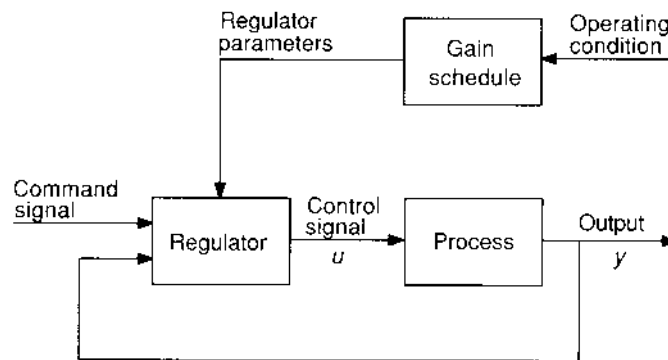 Regulator
parameters
Gain
schedule
Operating
condition
Command
signal
Regulator
Control
signal
u
Process
Output
y